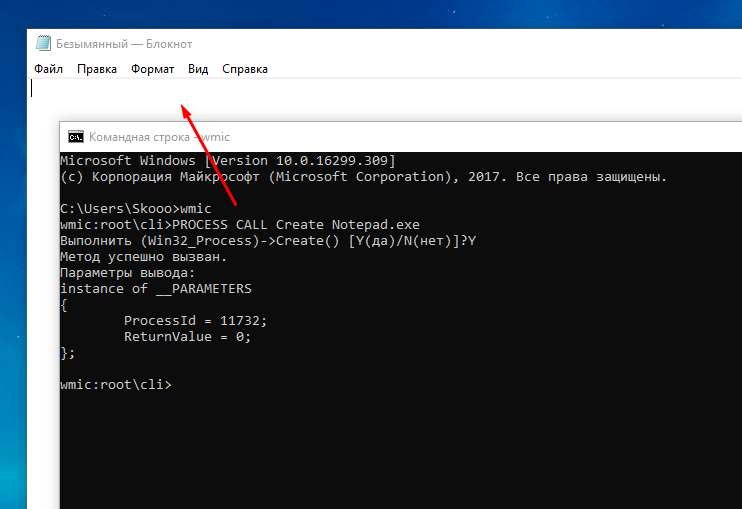 Безымянный — Блокнот
Файл Правка Формат Вид Справка
Командная строка - wmic
Microsoft Windows [Version 10.0.16299.309]
(c) Корпорация Майкрософт (Microsoft Corporation), 2017. Все права защищены.
C:\Users\Skooo>wmic
wmic:root\cli>PROCESS CALL Create Notepad.exe
Выполнить (Win32_Process)->Create() [Y(да)/N(нет)]?Y
Метод успешно вызван.
Параметры вывода:
instance of __PARAMETERS
{
ProcessId = 11732;
ReturnValue = 0;
};
wmic:root\cli>